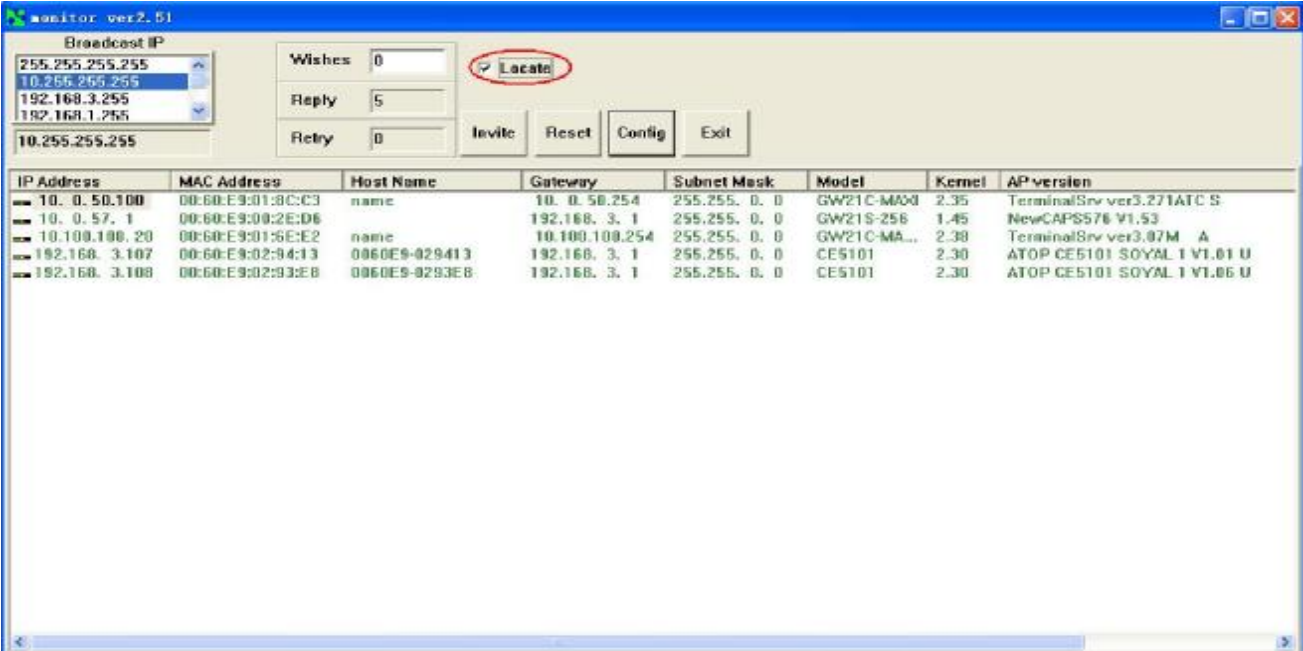 monitor ver2.51
Broadcast IP
255.255.255.255
10.255.255.255
192.168.3.255
192.168.1.255
10.255.255.255
Wishes 0
Reply 5
Retry 0
Locate
Invite Reset Config Exit
IP Address MAC Address Host Name Gateway Subnet Mask Model Kernel AP version
10. 0. 50.100 00:60:E9:01:8C:C3 name 10. 0. 50.254 255.255. 0. 0 GW21C-MAXI 2.35 TerminalSrv ver3.271ATC S
10. 0. 57. 1 00:60:E9:00:2E:D6 192.168. 3. 1 GW21S-256 1.45 NewCAPS576 V1.53
10.100.100. 20 00:60:E9:01:6E:E2 name 10.100.100.254 255.255. 0. 0 GW21C-MA... 2.38 TerminalSrv ver3.07M A
192.168. 3.107 00:60:E9:02:94:13 0060E9-029413 192.168. 3. 1 255.255. 0. 0 CE5101 2.30 ATOP CE5101 SOYAL 1 V1.01 U
192.168. 3.108 00:60:E9:02:93:E8 0060E9-0293E8 192.168. 3. 1 255.255. 0. 0 CE5101 2.30 ATOP CE5101 SOYAL 1 V1.06 U